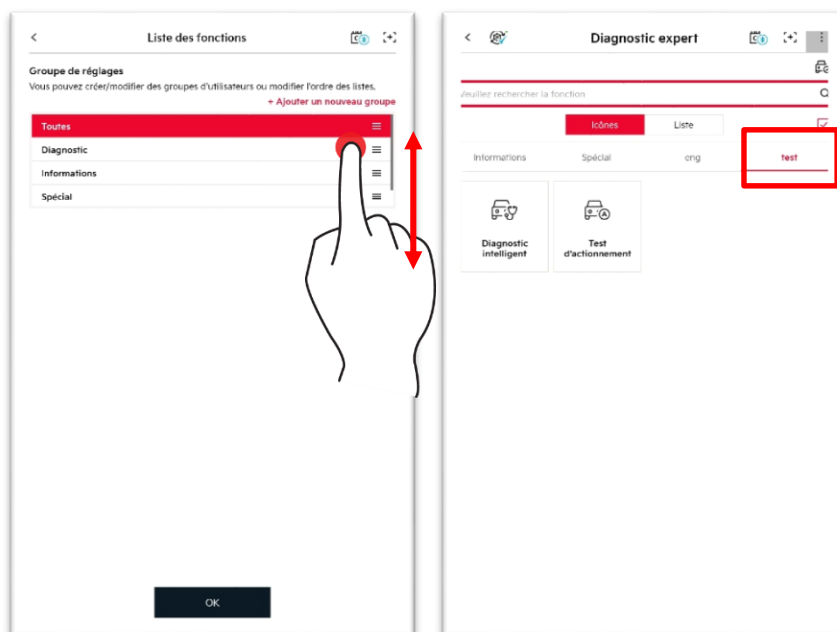 Liste des fonctions
Groupe de réglages
Vous pouvez créer/modifier des groupes d'utilisateurs ou modifier l'ordre des listes.
+ Ajouter un nouveau groupe
Toutes
Diagnostic
Informations
Spécial
OK
Diagnostic expert
Veuillez rechercher la fonction
Icônes Liste
Informations Spécial eng test
Diagnostic
intelligent
Test
d'actionnement